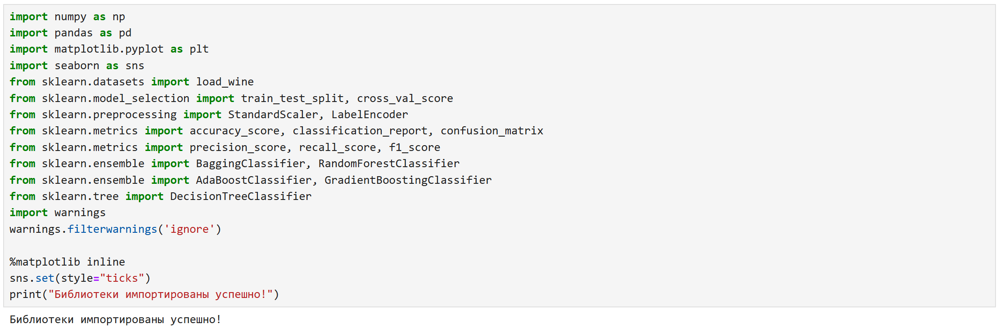 import numpy as np
import pandas as pd
import matplotlib.pyplot as plt
import seaborn as sns
from sklearn.datasets import load_wine
from sklearn.model_selection import train_test_split, cross_val_score
from sklearn.preprocessing import StandardScaler, LabelEncoder
from sklearn.metrics import accuracy_score, classification_report, confusion_matrix
from sklearn.metrics import precision_score, recall_score, f1_score
from sklearn.ensemble import BaggingClassifier, RandomForestClassifier
from sklearn.ensemble import AdaBoostClassifier, GradientBoostingClassifier
from sklearn.tree import DecisionTreeClassifier
import warnings
warnings.filterwarnings('ignore')

%matplotlib inline
sns.set(style="ticks")
print("Библиотеки импортированы успешно!")
Библиотеки импортированы успешно!